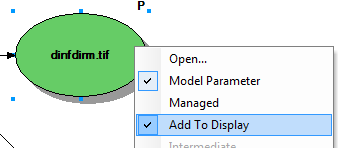 P
dinfdirm.tif
Open...
Model Parameter
Managed
Add To Display
Intermediate